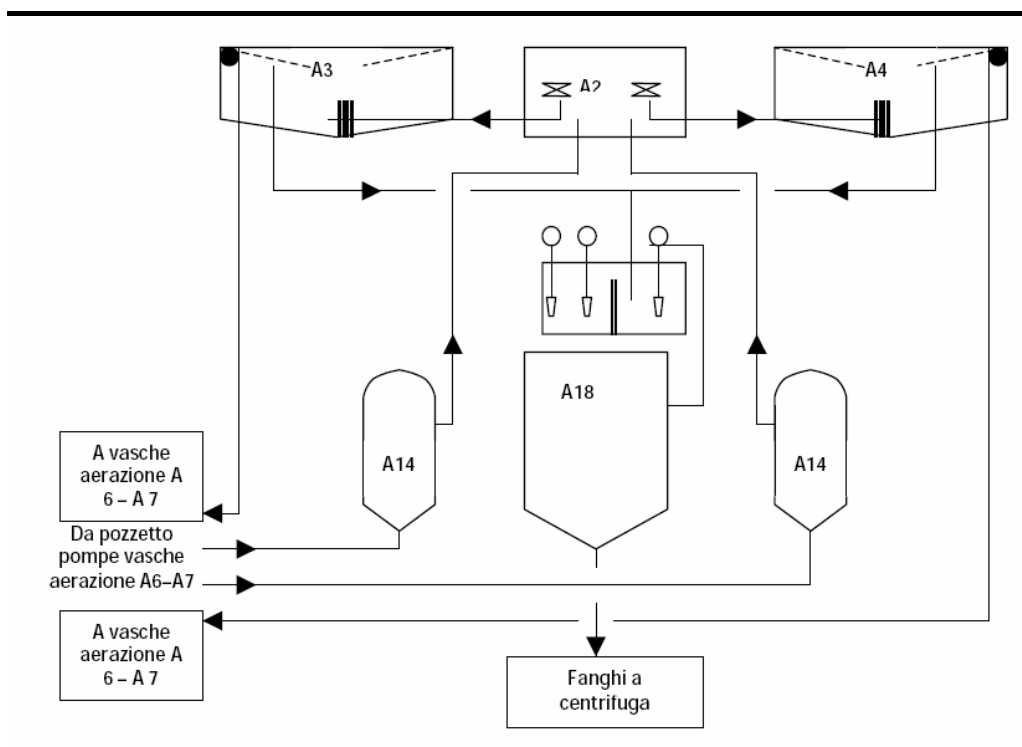 A3
A2
A4
A18
A14
A14
A vasche
aerazione A
6 – A 7
Da pozzetto
pompe vasche
aerazione A6–A7
A vasche
aerazione A
6 – A 7
Fanghi a
centrifuga